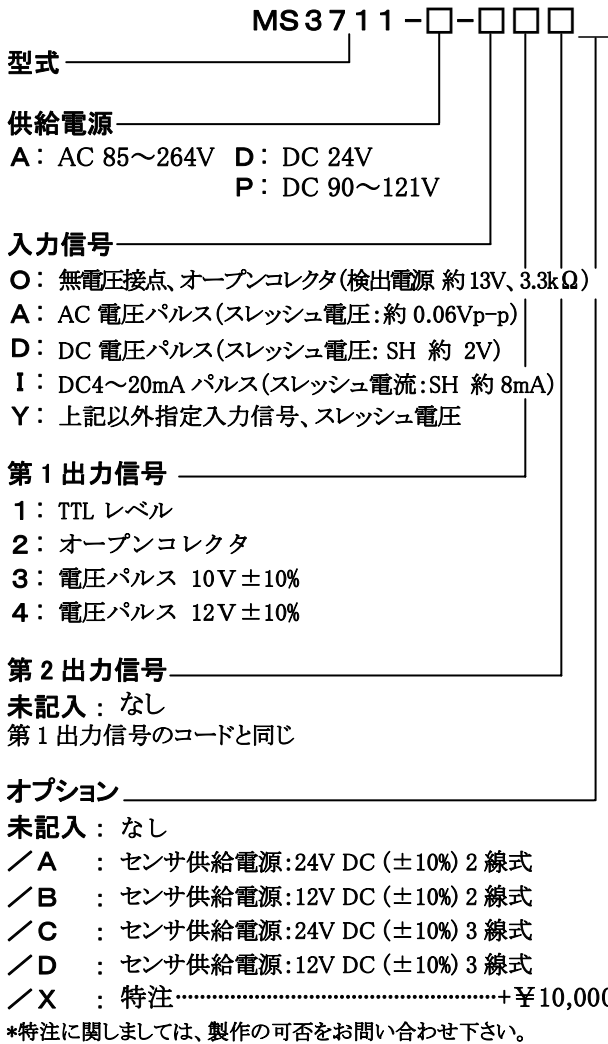 MS3711-□-□□□
型式
供給電源
A: AC 85～264V D: DC 24V
P: DC 90～121V
入力信号
O: 無電圧接点、オープンコレクタ(検出電源 約13V、3.3kΩ)
A: AC 電圧パルス(スレッシュ電圧:約 0.06Vp-p)
D: DC 電圧パルス(スレッシュ電圧: SH 約 2V)
I: DC4～20mA パルス(スレッシュ電流:SH 約 8mA)
Y: 上記以外指定入力信号、スレッシュ電圧
第1出力信号
1: TTL レベル
2: オープンコレクタ
3: 電圧パルス 10V±10%
4: 電圧パルス 12V±10%
第2出力信号
未記入: なし
第1出力信号のコードと同じ
オプション
未記入: なし
／A : センサ供給電源:24V DC (±10%) 2 線式
／B : センサ供給電源:12V DC (±10%) 2 線式
／C : センサ供給電源:24V DC (±10%) 3 線式
／D : センサ供給電源:12V DC (±10%) 3 線式
／X : 特注‥‥‥‥‥‥‥‥‥‥‥‥‥‥+￥10,000
*特注に関しましては、製作の可否をお問い合わせ下さい。